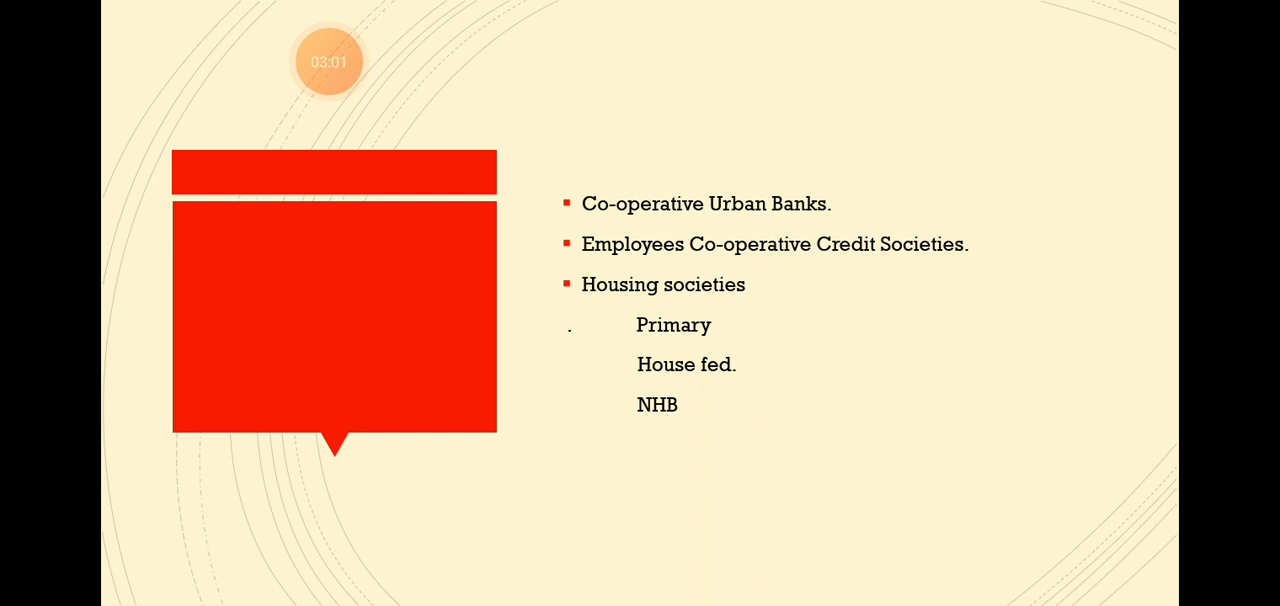 03:01
Co-operative Urban Banks.
Employees Co-operative Credit Societies.
Housing societies
. Primary
House fed.
NHB